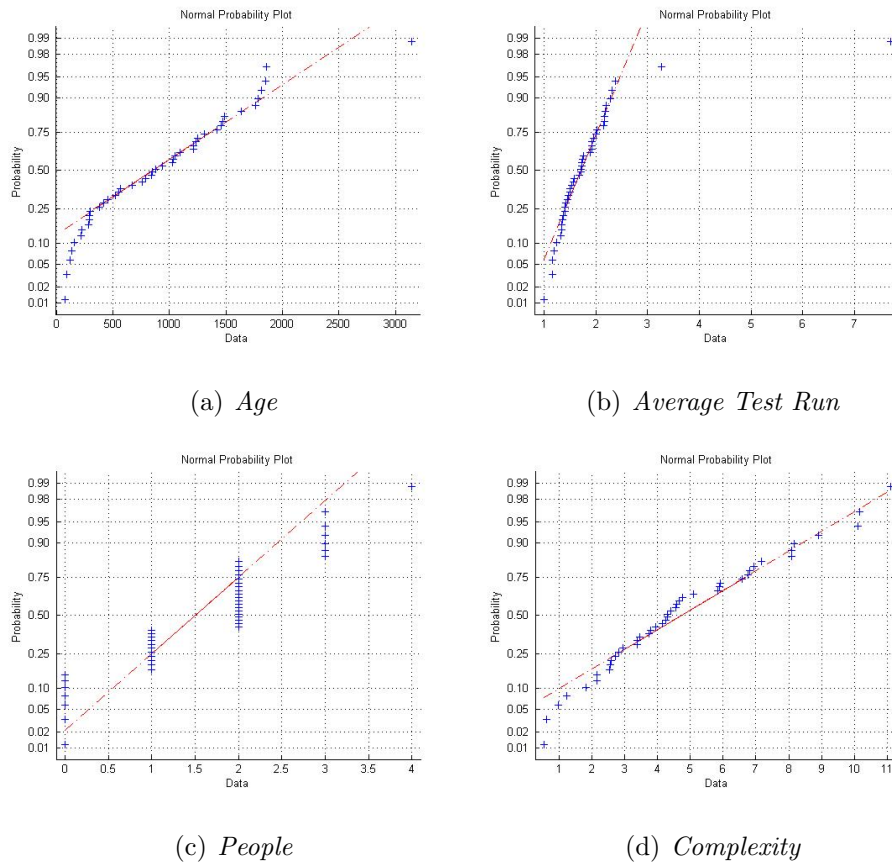 Normal Probability Plot
Normal Probability Plot
0.99
0.98
0.95
0.90
0.75
0.50
0.25
0.10
0.05
0.02
0.01
Probability
0 500 1000 1500 2000 2500 3000
Data
0.99
0.98
0.95
0.90
0.75
0.50
0.25
0.10
0.05
0.02
0.01
Probability
1 2 3 4 5 6 7
Data
(a) Age
(b) Average Test Run
Normal Probability Plot
Normal Probability Plot
0.99
0.98
0.95
0.90
0.75
0.50
0.25
0.10
0.05
0.02
0.01
Probability
0 0.5 1 1.5 2 2.5 3 3.5 4
Data
0.99
0.98
0.95
0.90
0.75
0.50
0.25
0.10
0.05
0.02
0.01
Probability
1 2 3 4 5 6 7 8 9 10 11
Data
(c) People
(d) Complexity